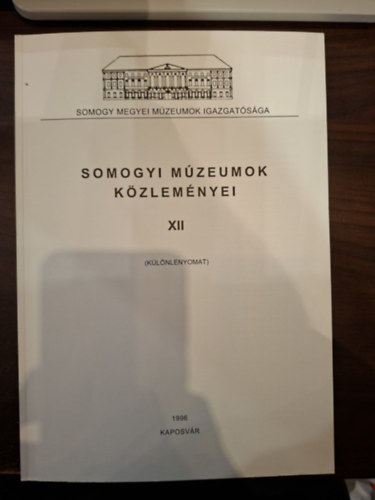 SOMOGY MEGYEI MÚZEUMOK IGAZGATÓSÁGA
SOMOGYI MÚZEUMOK
KÖZLEMÉNYEI
XII
(KÜLÖNLENYOMAT)
1996
KAPOSVÁR